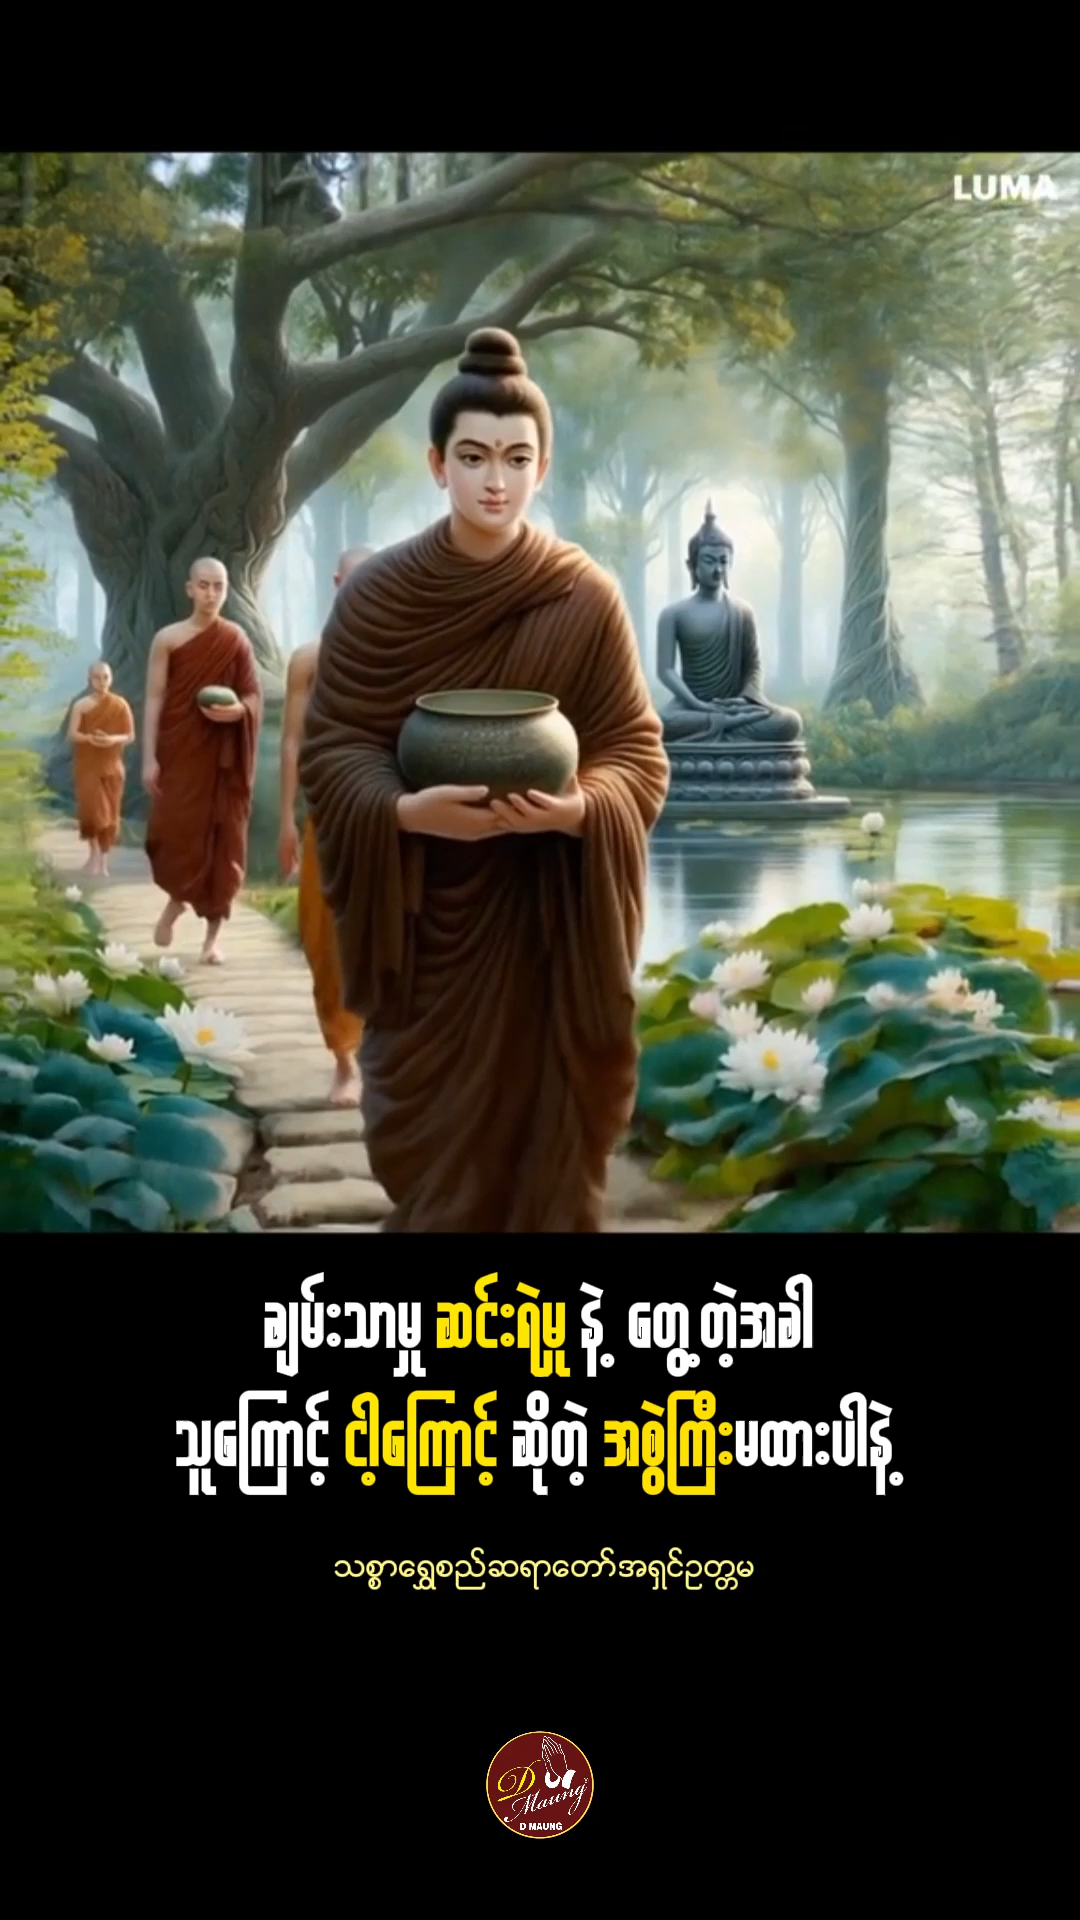 LUMA
ချမ်းသာမှု ဆင်းရဲမှု နဲ့ တွေ့တဲ့အခါ
သူကြောင့် ငါ့ကြောင့် ဆိုတဲ့ အစွဲကြီးမထားပါနဲ့
သစ္စာရွှေစည်ဆရာတော်အရှင်ဥတ္တမ
D Maung
D MAUNG